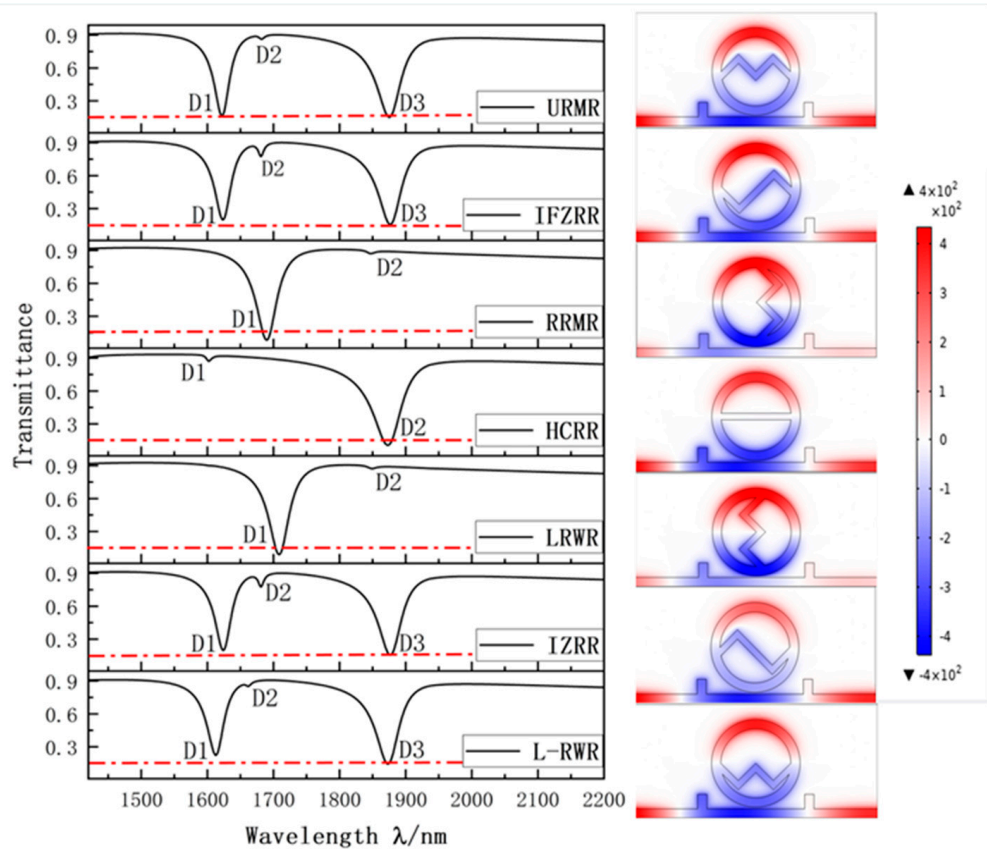 Transmittance
0.9
0.6
0.3
D1
D2
D3
URMR
0.9
0.6
0.3
D1
D2
D3
IFZRR
0.9
0.6
0.3
D1
D2
RRMR
0.9
0.6
0.3
D1
D2
HCRR
0.9
0.6
0.3
D1
D2
LRWR
0.9
0.6
0.3
D1
D2
D3
IZRR
0.9
0.6
0.3
D1
D2
D3
L-RWR
1500 1600 1700 1800 1900 2000 2100 2200
Wavelength λ/nm
▲ 4×10²
×10²
4
3
2
1
0
-1
-2
-3
-4
▼ -4×10²